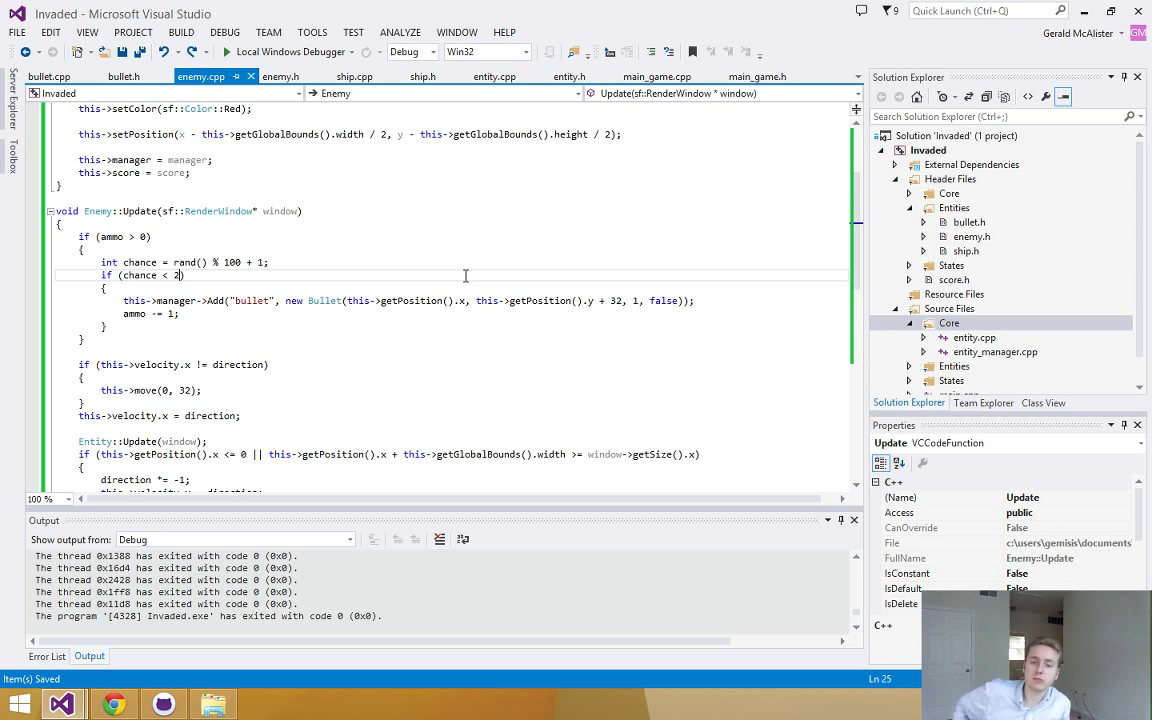 Invaded - Microsoft Visual Studio
9
Quick Launch (Ctrl+Q)
FILE EDIT VIEW PROJECT BUILD DEBUG TEAM TOOLS TEST ANALYZE WINDOW HELP
Gerald McAlister GM
Local Windows Debugger Debug Win32
Server Explorer
Toolbox
bullet.cpp bullet.h enemy.cpp enemy.h ship.cpp ship.h entity.cpp entity.h main_game.cpp main_game.h
Invaded Enemy Update(sf::RenderWindow * window)
this->setColor(sf::Color::Red);
this->setPosition(x - this->getGlobalBounds().width / 2, y - this->getGlobalBounds().height / 2);
this->manager = manager;
this->score = score;
}
void Enemy::Update(sf::RenderWindow* window)
{
if (ammo > 0)
{
int chance = rand() % 100 + 1;
if (chance < 2)
{
this->manager->Add("bullet", new Bullet(this->getPosition().x, this->getPosition().y + 32, 1, false));
ammo -= 1;
}
}
if (this->velocity.x != direction)
{
this->move(0, 32);
}
this->velocity.x = direction;
Entity::Update(window);
if (this->getPosition().x <= 0 || this->getPosition().x + this->getGlobalBounds().width >= window->getSize().x)
{
direction *= -1;
100 %
Output
Show output from: Debug
The thread 0x1388 has exited with code 0 (0x0).
The thread 0x16d4 has exited with code 0 (0x0).
The thread 0x2428 has exited with code 0 (0x0).
The thread 0x1ff8 has exited with code 0 (0x0).
The thread 0x11d8 has exited with code 0 (0x0).
The program '[4328] Invaded.exe' has exited with code 0 (0x0).
Error List Output
Item(s) Saved
Ln 25
Solution Explorer
Search Solution Explorer (Ctrl+;)
Solution 'Invaded' (1 project)
Invaded
External Dependencies
Header Files
Core
Entities
bullet.h
enemy.h
ship.h
States
score.h
Resource Files
Source Files
Core
entity.cpp
entity_manager.cpp
Entities
States
Solution Explorer Team Explorer Class View
Properties
Update VCCodeFunction
C++
(Name) Update
Access public
CanOverride False
File c:\users\gemisis\documents'
FullName Enemy::Update
IsConstant False
IsDefault False
IsDelete
C++